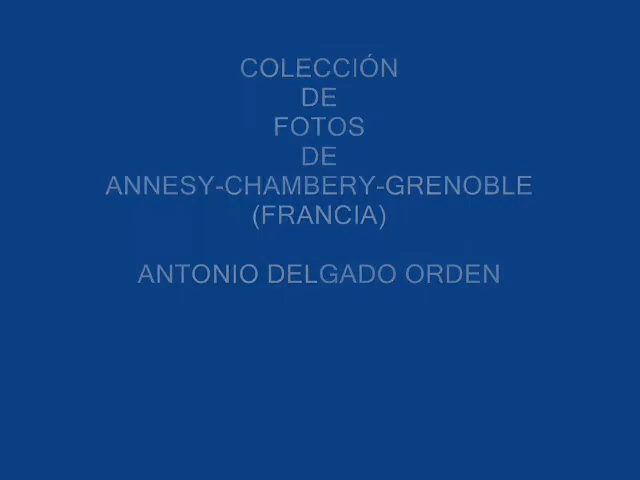 COLECCIÓN
DE
FOTOS
DE
ANNESY-CHAMBERY-GRENOBLE
(FRANCIA)
ANTONIO DELGADO ORDEN